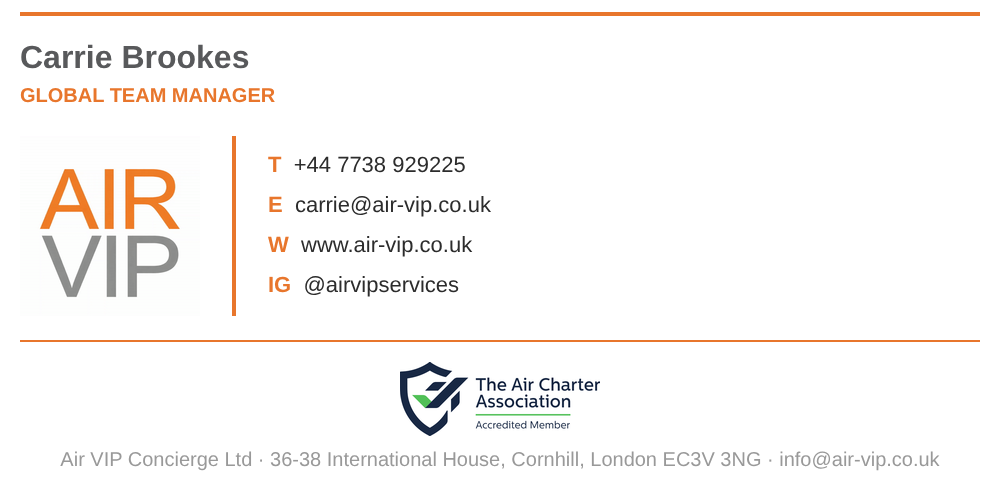 Carrie Brookes
GLOBAL TEAM MANAGER
AIR
VIP
T +44 7738 929225
E carrie@air-vip.co.uk
W www.air-vip.co.uk
IG @airvipservices
The Air Charter
Association
Accredited Member
Air VIP Concierge Ltd · 36-38 International House, Cornhill, London EC3V 3NG · info@air-vip.co.uk